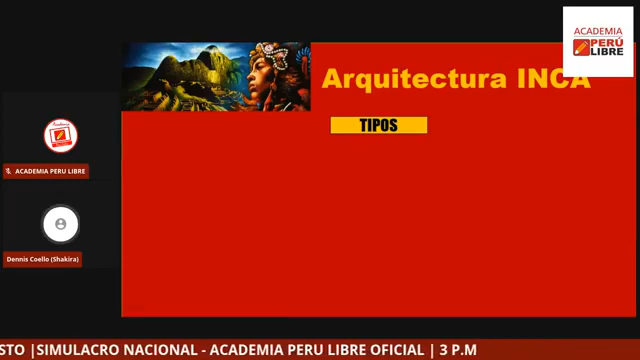 ACADEMIA
PERÚ
LIBRE
Arquitectura INCA
TIPOS
ACADEMIA PERU LIBRE
Dennis Coello (Shakira)
STO |SIMULACRO NACIONAL - ACADEMIA PERU LIBRE OFICIAL | 3 P.M